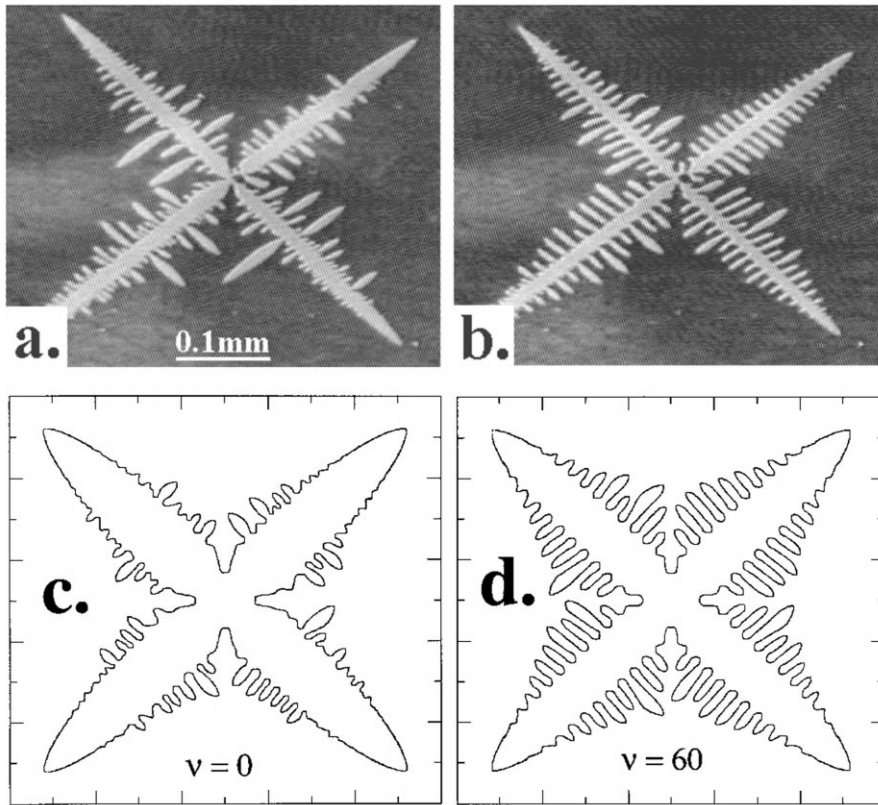 a.
0.1mm
b.
c.
ν = 0
d.
ν = 60